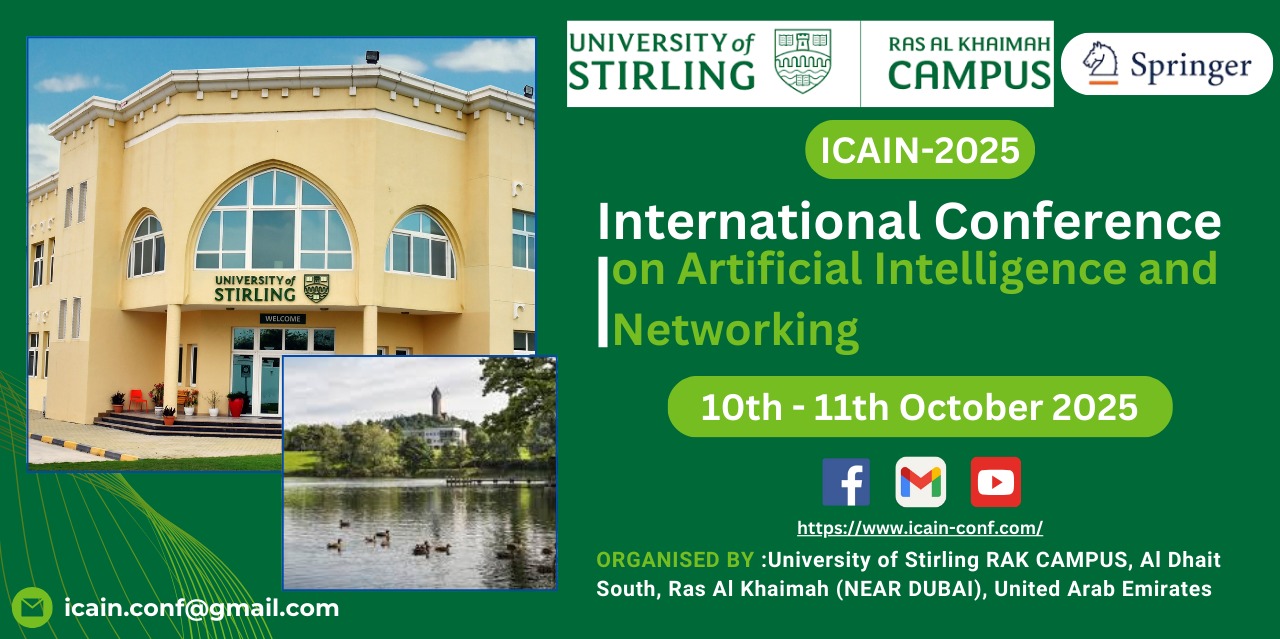 UNIVERSITY of
STIRLING
RAS AL KHAIMAH
CAMPUS
Springer
ICAIN-2025
International Conference
on Artificial Intelligence and
Networking
10th - 11th October 2025
https://www.icain-conf.com/
ORGANISED BY :University of Stirling RAK CAMPUS, Al Dhait
South, Ras Al Khaimah (NEAR DUBAI), United Arab Emirates
UNIVERSITY of
STIRLING
WELCOME
icain.conf@gmail.com